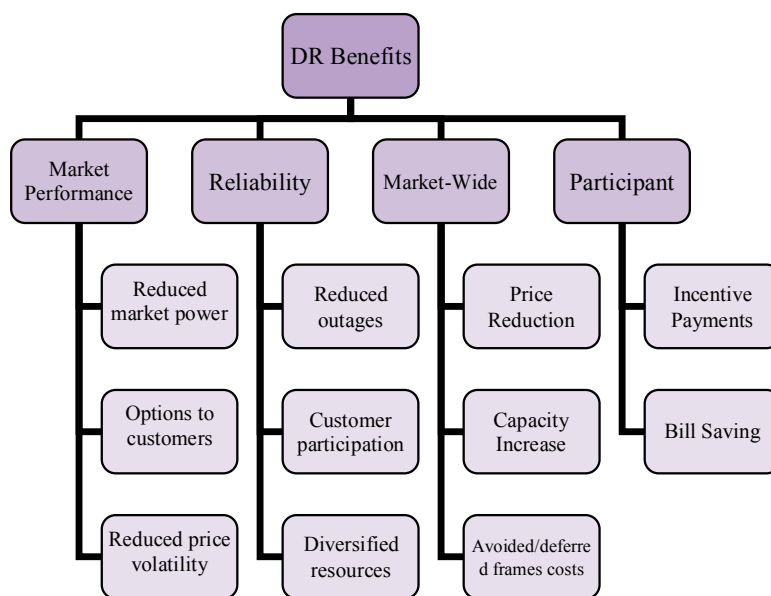 DR Benefits
Market
Performance
Reliability
Market-Wide
Participant
Reduced
market power
Reduced
outages
Price
Reduction
Incentive
Payments
Options to
customers
Customer
participation
Capacity
Increase
Bill Saving
Reduced price
volatility
Diversified
resources
Avoided/deferre
d frames costs